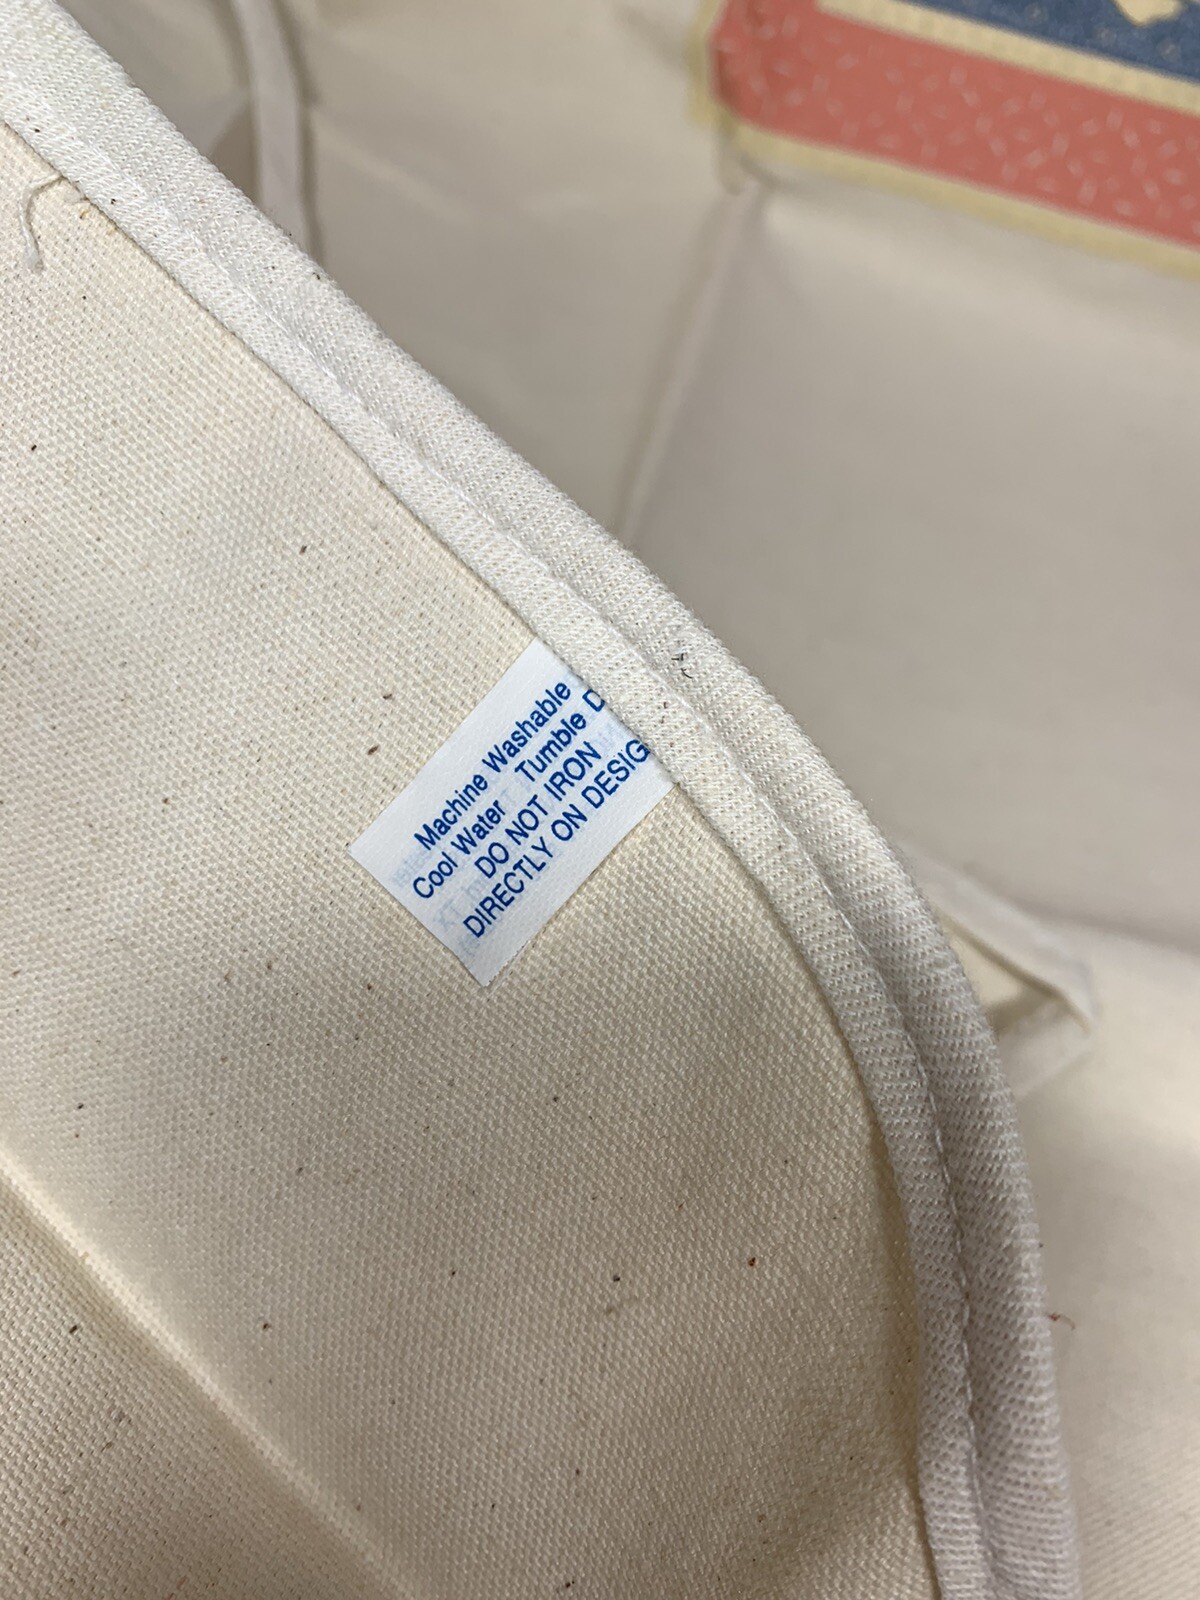 Machine Washable
Cool Water Tumble D
DO NOT IRON
DIRECTLY ON DESIG